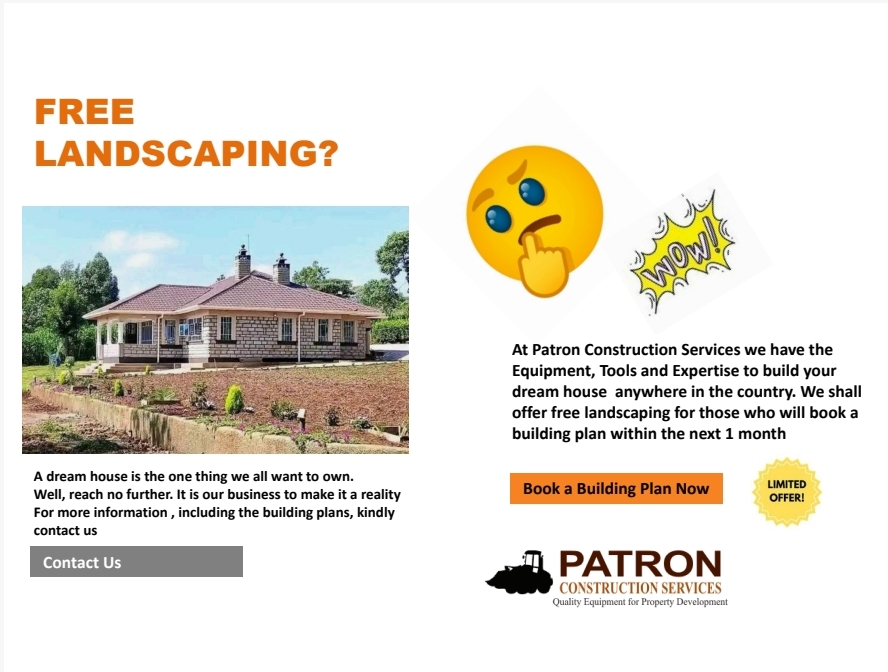 FREE
LANDSCAPING?
WOW!
At Patron Construction Services we have the
Equipment, Tools and Expertise to build your
dream house  anywhere in the country. We shall
offer free landscaping for those who will book a
building plan within the next 1 month
A dream house is the one thing we all want to own.
Well, reach no further. It is our business to make it a reality
For more information , including the building plans, kindly
contact us
Contact Us
Book a Building Plan Now
LIMITED
OFFER!
PATRON
CONSTRUCTION SERVICES
Quality Equipment for Property Development